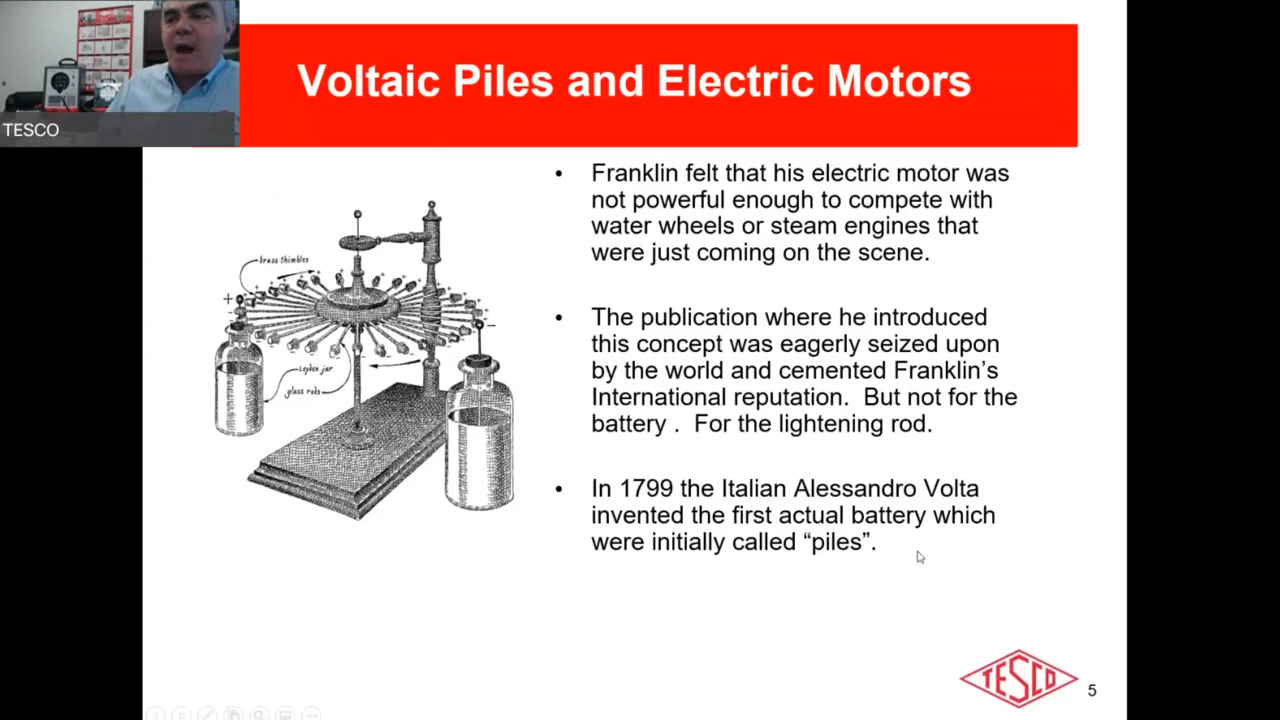 Voltaic Piles and Electric Motors
TESCO
• Franklin felt that his electric motor was
not powerful enough to compete with
water wheels or steam engines that
were just coming on the scene.
• The publication where he introduced
this concept was eagerly seized upon
by the world and cemented Franklin’s
International reputation.  But not for the
battery .  For the lightening rod.
• In 1799 the Italian Alessandro Volta
invented the first actual battery which
were initially called “piles”.
brass thimbles
Leyden jar
glass rods
TESCO
5